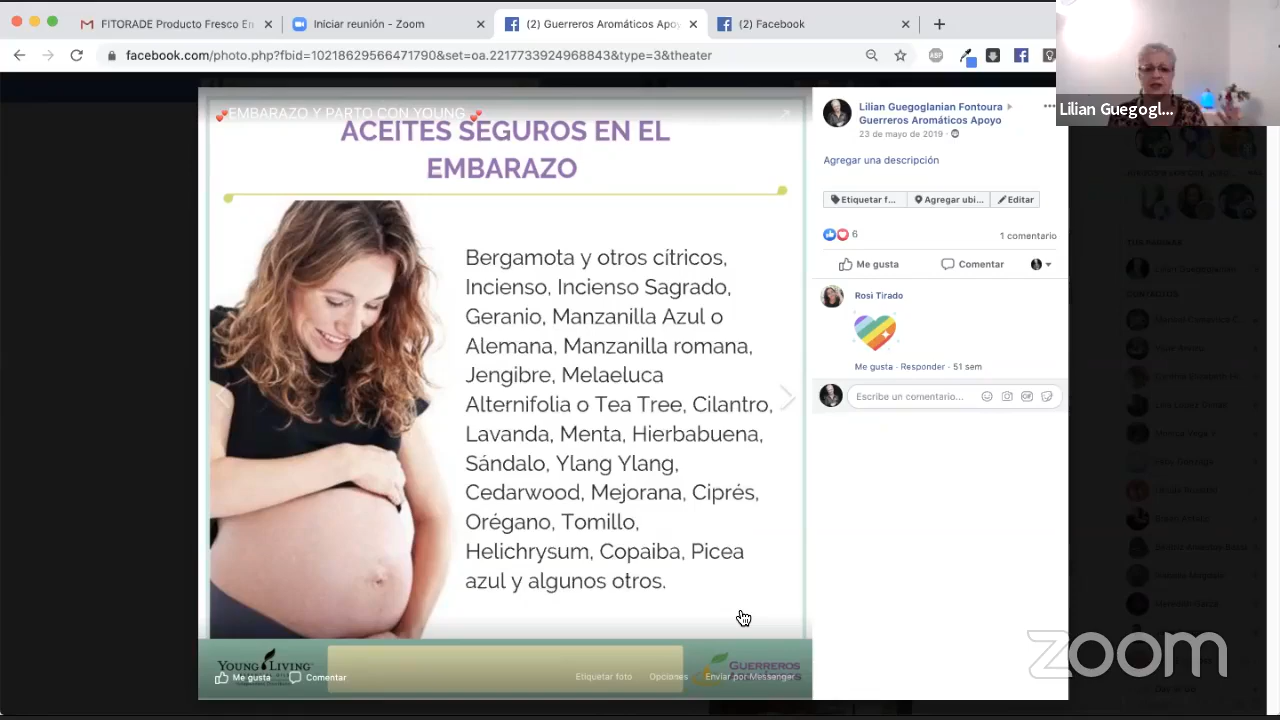 FITORADE Producto Fresco En
Iniciar reunión - Zoom
(2) Guerreros Aromáticos Apoy
(2) Facebook
facebook.com/photo.php?fbid=10218629566471790&set=oa.2217733924968843&type=3&theater
Lilian Guegogl...
EMBARAZO Y PARTO CON YOUNG
ACEITES SEGUROS EN EL
EMBARAZO
Bergamota y otros cítricos,
Incienso, Incienso Sagrado,
Geranio, Manzanilla Azul o
Alemana, Manzanilla romana,
Jengibre, Melaeluca
Alternifolia o Tea Tree, Cilantro,
Lavanda, Menta, Hierbabuena,
Sándalo, Ylang Ylang,
Cedarwood, Mejorana, Ciprés,
Orégano, Tomillo,
Helichrysum, Copaiba, Picea
azul y algunos otros.
YOUNG LIVING
GUERREROS
Me gusta
Comentar
Etiquetar foto
Opciones
Enviar por Messenger
Lilian Guegoglanian Fontoura
Guerreros Aromáticos Apoyo
23 de mayo de 2019 ·
Agregar una descripción
Etiquetar f...
Agregar ubi...
Editar
6
1 comentario
Me gusta
Comentar
Rosi Tirado
Me gusta · Responder · 51 sem
Escribe un comentario...
zoom